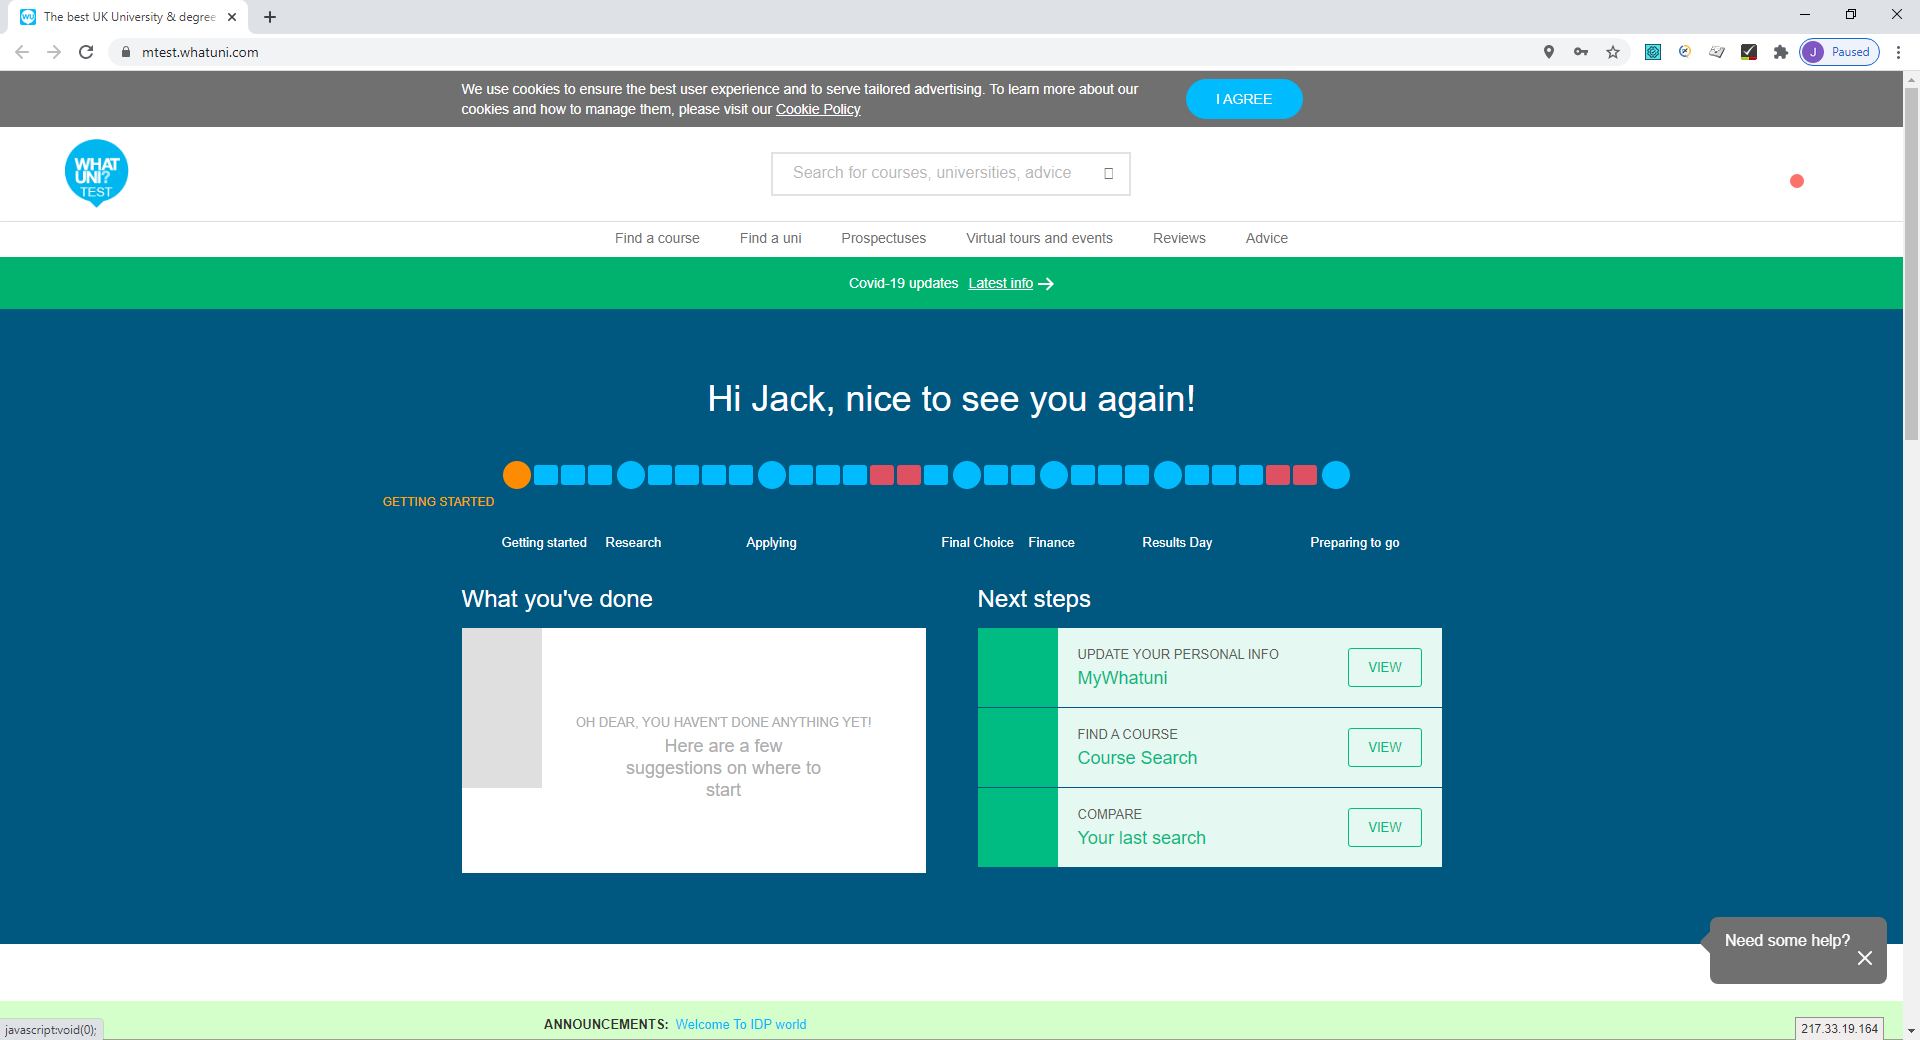 The best UK University & degree
mtest.whatuni.com
J
Paused
We use cookies to ensure the best user experience and to serve tailored advertising. To learn more about our
cookies and how to manage them, please visit our Cookie Policy
I AGREE
WHAT
UNI?
TEST
Search for courses, universities, advice
Find a course
Find a uni
Prospectuses
Virtual tours and events
Reviews
Advice
Covid-19 updates Latest info
Hi Jack, nice to see you again!
GETTING STARTED
Getting started
Research
Applying
Final Choice
Finance
Results Day
Preparing to go
What you've done
OH DEAR, YOU HAVEN'T DONE ANYTHING YET!
Here are a few
suggestions on where to
start
Next steps
UPDATE YOUR PERSONAL INFO
MyWhatuni
VIEW
FIND A COURSE
Course Search
VIEW
COMPARE
Your last search
VIEW
Need some help?
ANNOUNCEMENTS: Welcome To IDP world
javascript:void(0);
217.33.19.164